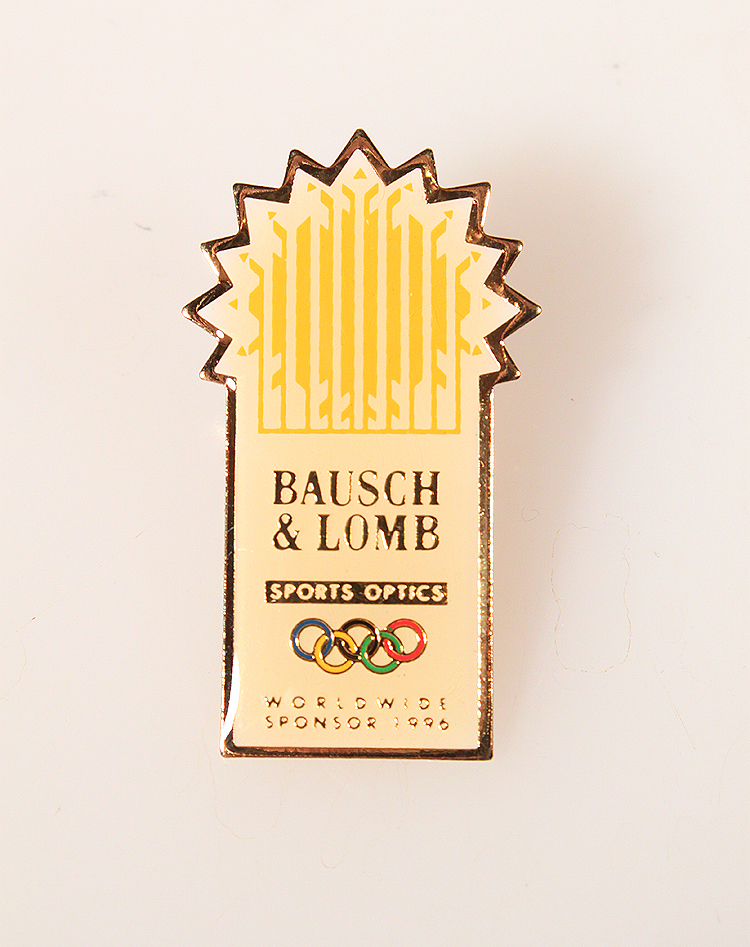 BAUSCH
& LOMB
SPORTS OPTICS
WORLDWIDE
SPONSOR 1996